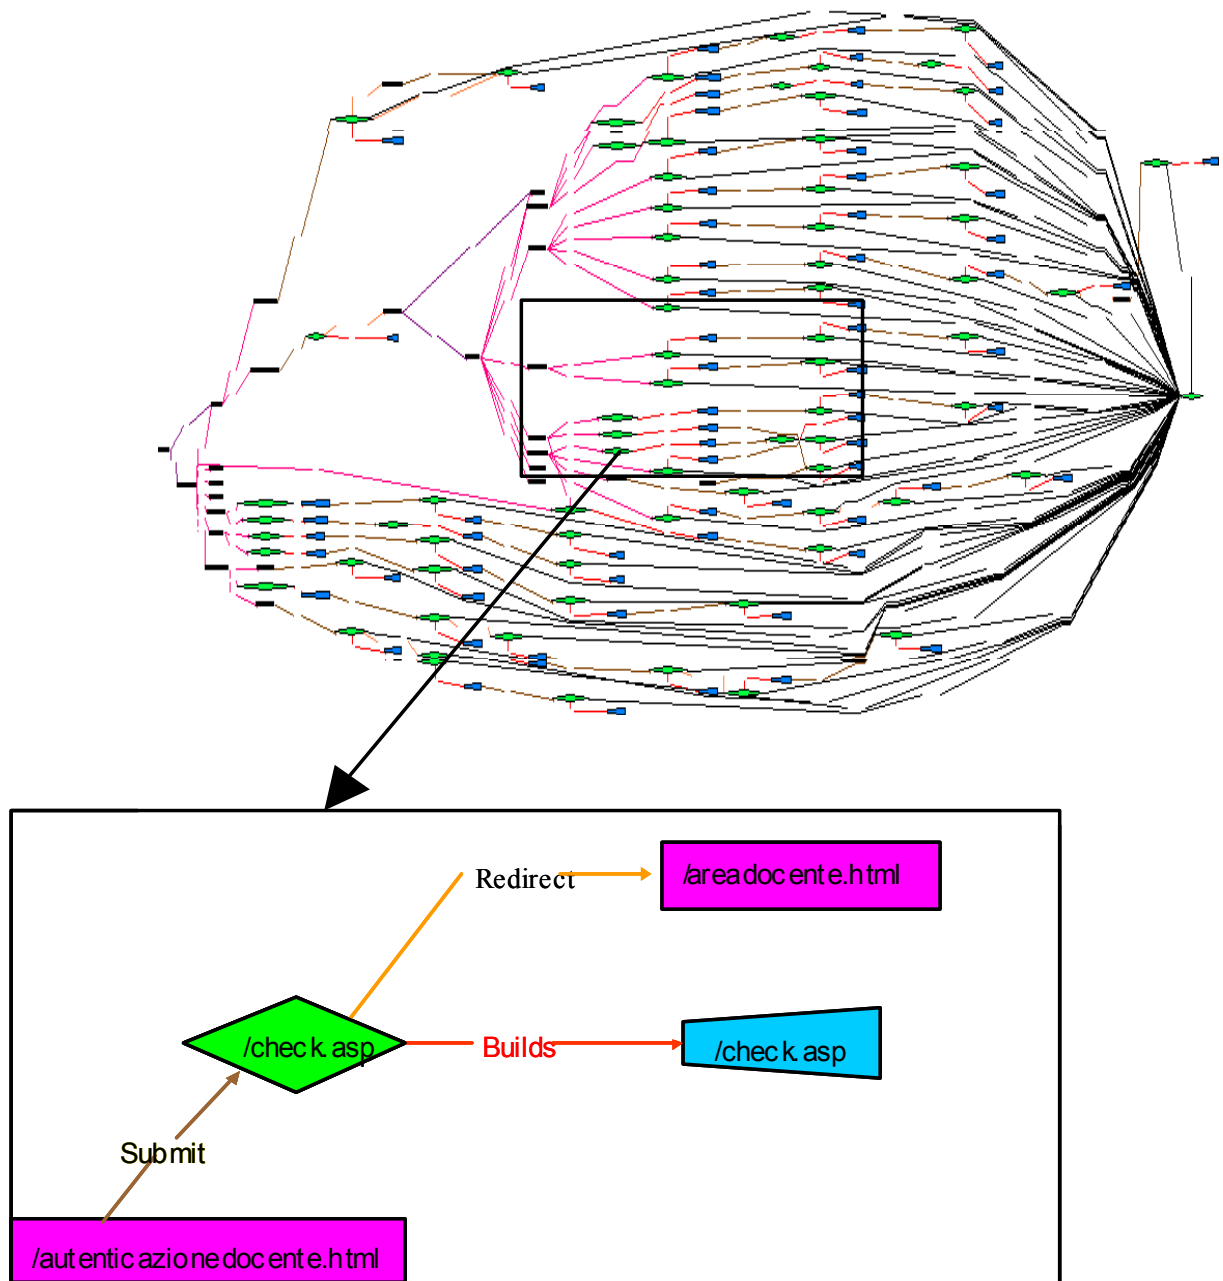 Redirect
/areadocente.html
/check.asp
Builds
/check.asp
Submit
/autenticazionedocente.html